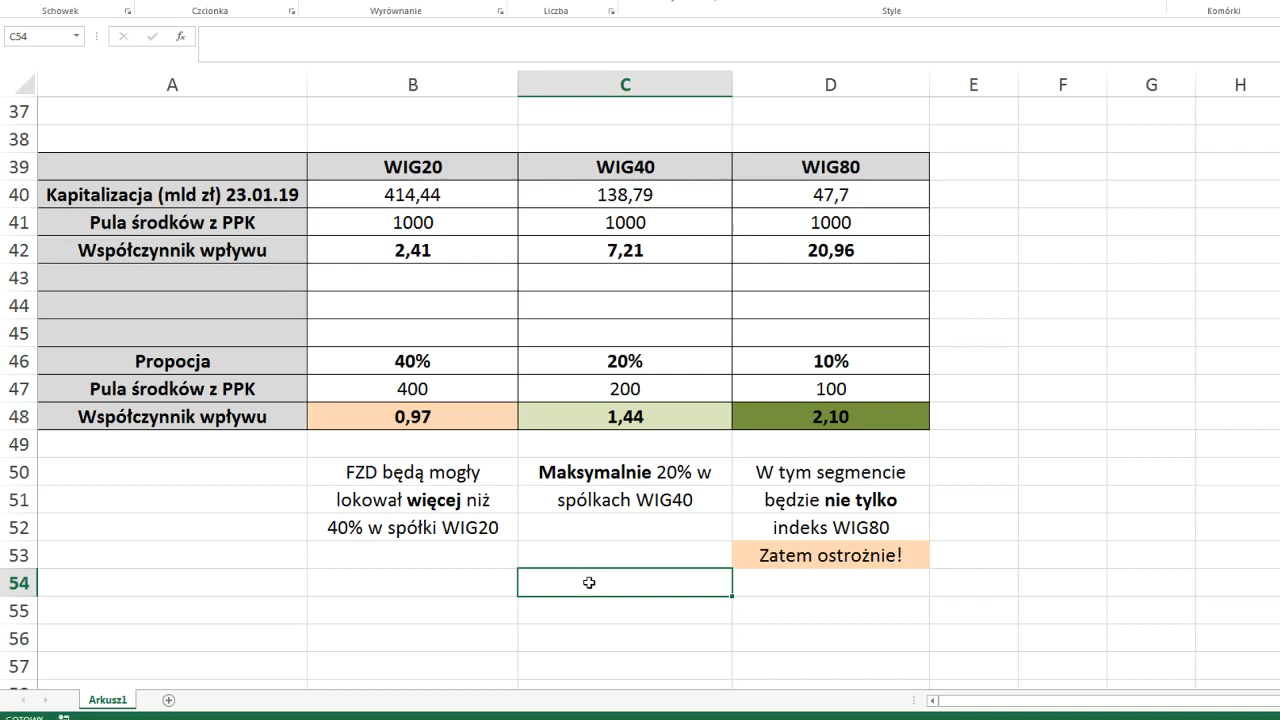 Schowek Czcionka Wyrównanie Liczba Style Komórki
C54 fx
A B C D E F G H
37
38
39 WIG20 WIG40 WIG80
40 Kapitalizacja (mld zł) 23.01.19 414,44 138,79 47,7
41 Pula środków z PPK 1000 1000 1000
42 Współczynnik wpływu 2,41 7,21 20,96
43
44
45
46 Propocja 40% 20% 10%
47 Pula środków z PPK 400 200 100
48 Współczynnik wpływu 0,97 1,44 2,10
49
50 FZD będą mogły Maksymalnie 20% w W tym segmencie
51 lokował więcej niż spólkach WIG40 będzie nie tylko
52 40% w spółki WIG20 indeks WIG80
53 Zatem ostrożnie!
54
55
56
57
Arkusz1
GOTOWY